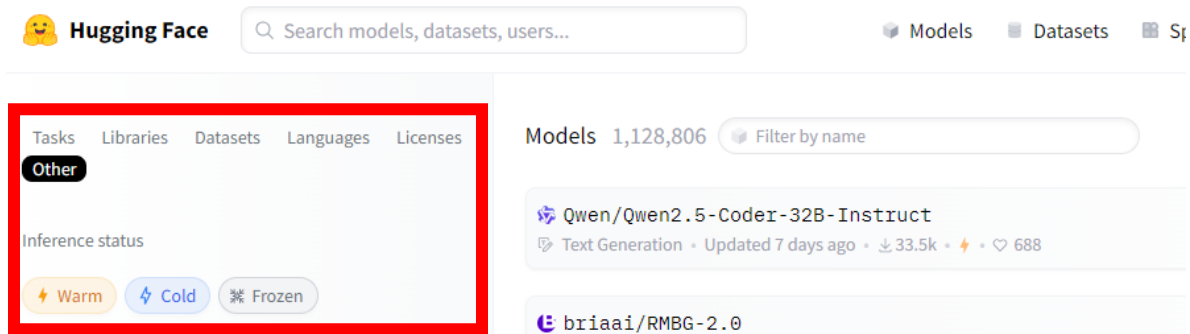 Hugging Face Search models, datasets, users... Models Datasets Sp
Tasks Libraries Datasets Languages Licenses
Other
Inference status
Warm Cold Frozen
Models 1,128,806 Filter by name
Qwen/Qwen2.5-Coder-32B-Instruct
Text Generation • Updated 7 days ago • 33.5k • • 688
briaai/RMBG-2.0